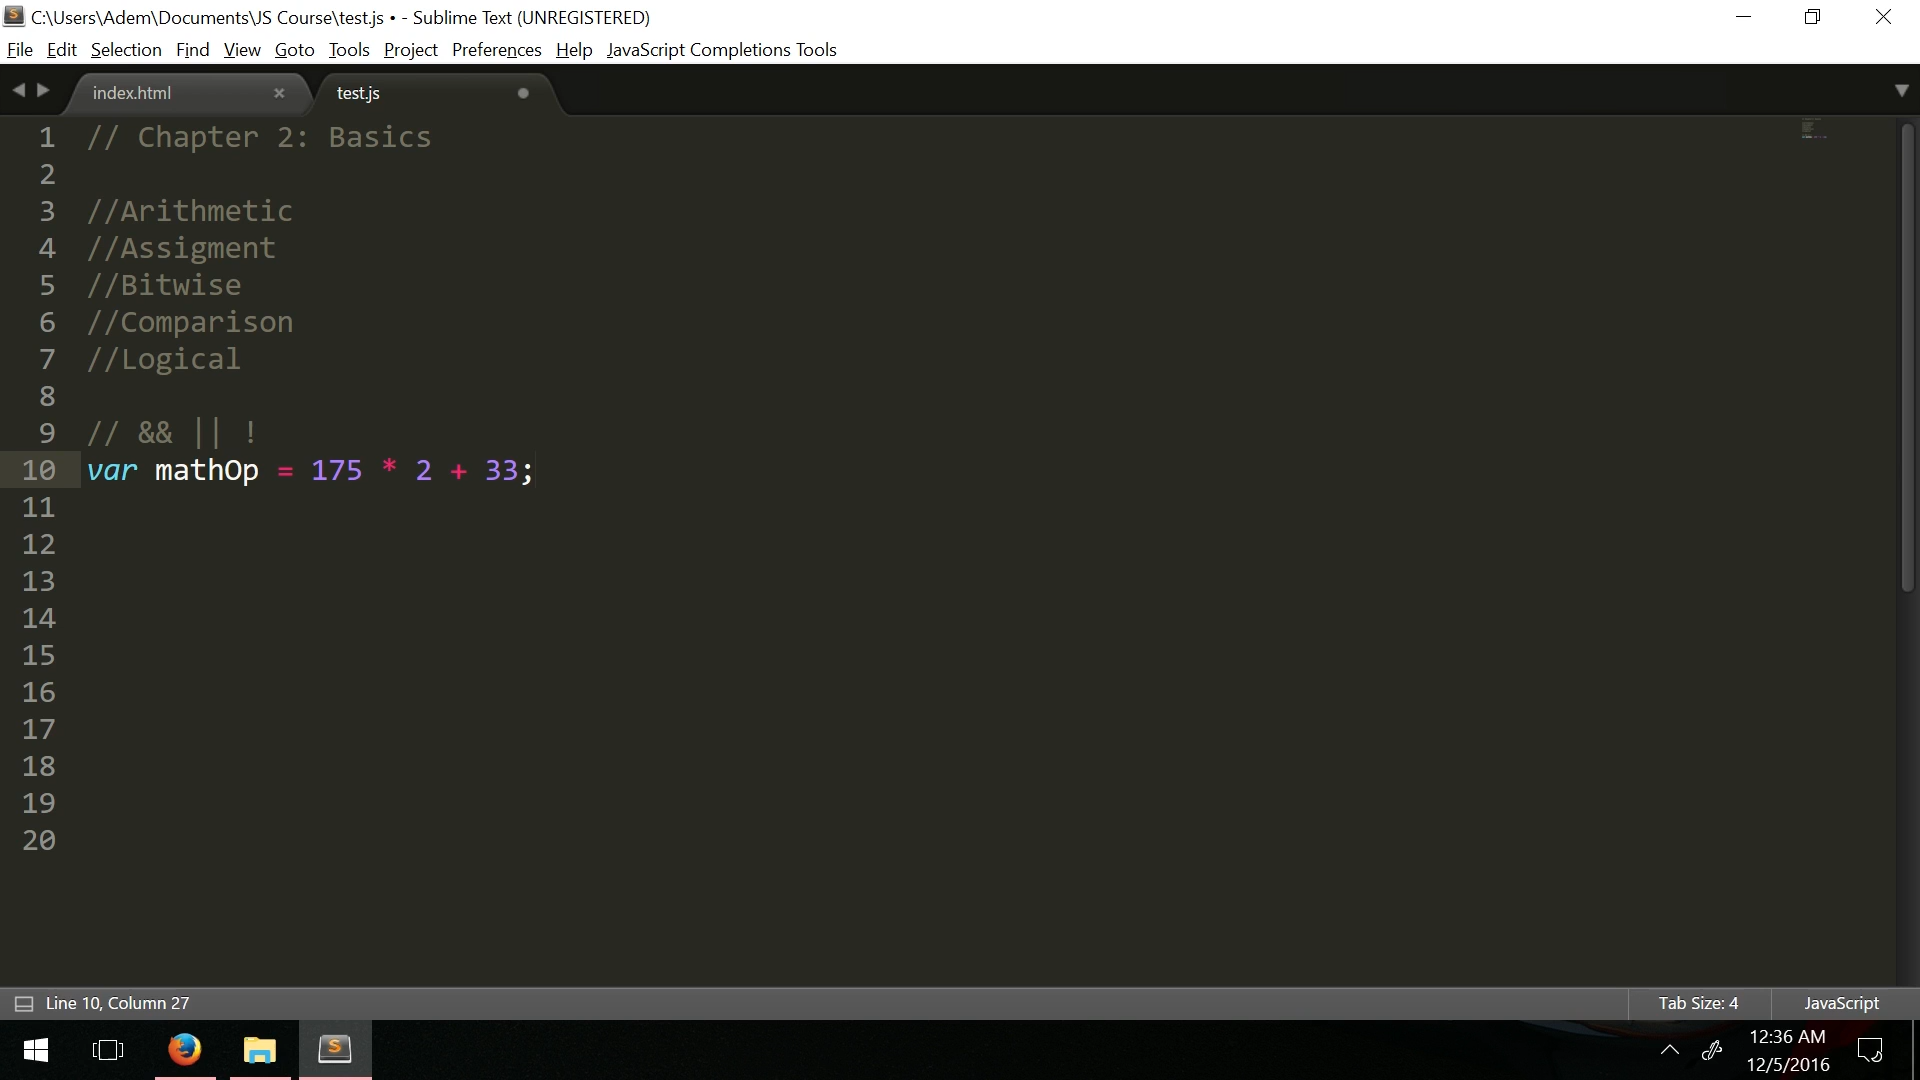 C:\Users\Adem\Documents\JS Course\test.js • - Sublime Text (UNREGISTERED)
File Edit Selection Find View Goto Tools Project Preferences Help JavaScript Completions Tools
index.html test.js
1 // Chapter 2: Basics
2
3 //Arithmetic
4 //Assigment
5 //Bitwise
6 //Comparison
7 //Logical
8
9 // && || !
10 var mathOp = 175 * 2 + 33;
11
12
13
14
15
16
17
18
19
20
Line 10, Column 27 Tab Size: 4 JavaScript
12:36 AM
12/5/2016